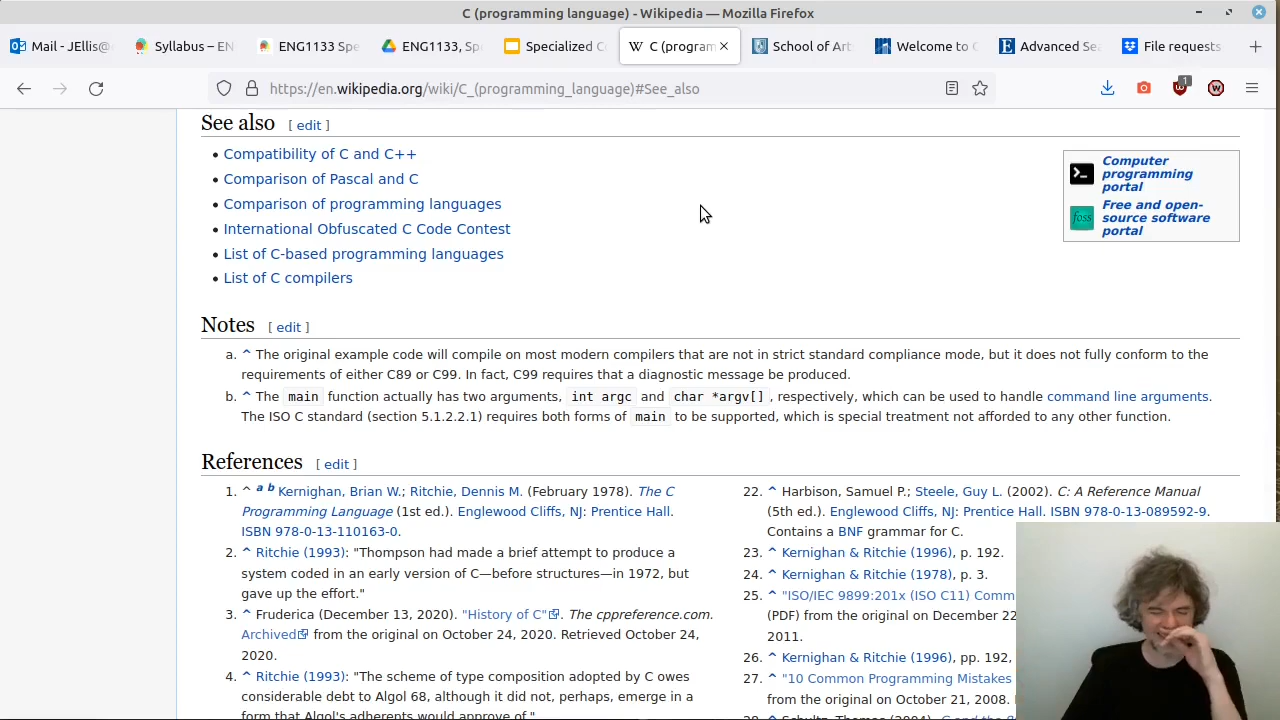 C (programming language) - Wikipedia — Mozilla Firefox
Mail - JEllis@
Syllabus – EN
ENG1133 Spe
ENG1133, Sp
Specialized C
C (program
School of Art
Welcome to
Advanced Se
File requests
https://en.wikipedia.org/wiki/C_(programming_language)#See_also
1
See also [ edit ]
• Compatibility of C and C++
• Comparison of Pascal and C
• Comparison of programming languages
• International Obfuscated C Code Contest
• List of C-based programming languages
• List of C compilers
Computer
programming
portal
foss
Free and open-
source software
portal
Notes [ edit ]
a. ^ The original example code will compile on most modern compilers that are not in strict standard compliance mode, but it does not fully conform to the
requirements of either C89 or C99. In fact, C99 requires that a diagnostic message be produced.
b. ^ The main function actually has two arguments, int argc and char *argv[] , respectively, which can be used to handle command line arguments.
The ISO C standard (section 5.1.2.2.1) requires both forms of main to be supported, which is special treatment not afforded to any other function.
References [ edit ]
1. ^ a b Kernighan, Brian W.; Ritchie, Dennis M. (February 1978). The C
Programming Language (1st ed.). Englewood Cliffs, NJ: Prentice Hall.
ISBN 978-0-13-110163-0.
2. ^ Ritchie (1993): "Thompson had made a brief attempt to produce a
system coded in an early version of C—before structures—in 1972, but
gave up the effort."
3. ^ Fruderica (December 13, 2020). "History of C". The cppreference.com.
Archived from the original on October 24, 2020. Retrieved October 24,
2020.
4. ^ Ritchie (1993): "The scheme of type composition adopted by C owes
considerable debt to Algol 68, although it did not, perhaps, emerge in a
form that Algol's adherents would approve of."
22. ^ Harbison, Samuel P.; Steele, Guy L. (2002). C: A Reference Manual
(5th ed.). Englewood Cliffs, NJ: Prentice Hall. ISBN 978-0-13-089592-9.
Contains a BNF grammar for C.
23. ^ Kernighan & Ritchie (1996), p. 192.
24. ^ Kernighan & Ritchie (1978), p. 3.
25. ^ "ISO/IEC 9899:201x (ISO C11) Comm
(PDF) from the original on December 22
2011.
26. ^ Kernighan & Ritchie (1996), pp. 192,
27. ^ "10 Common Programming Mistakes
from the original on October 21, 2008.
28. ^ Schultz, Thomas (2004).